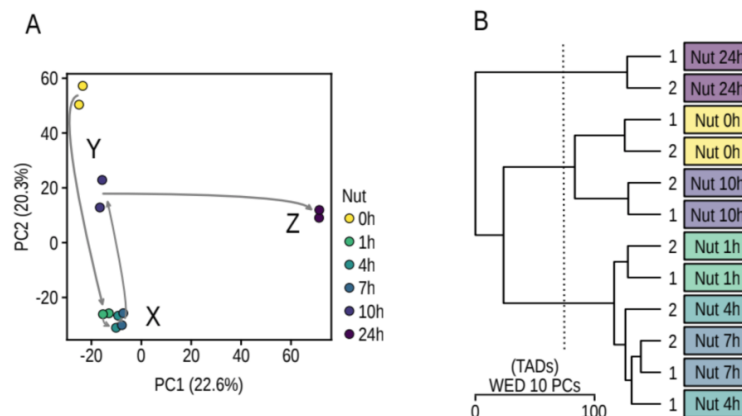 A
B
60
40
20
0
-20
-20
0
20
40
60
PC2 (20.3%)
PC1 (22.6%)
Y
Z
X
Nut
0h
1h
4h
7h
10h
24h
1 Nut 24h
2 Nut 24h
1 Nut 0h
2 Nut 0h
2 Nut 10h
1 Nut 10h
2 Nut 1h
1 Nut 1h
2 Nut 4h
2 Nut 7h
1 Nut 7h
1 Nut 4h
(TADs)
WED 10 PCs
0
100